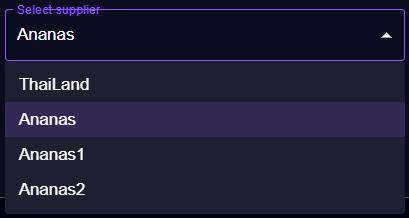 Select supplier
Ananas
ThaiLand
Ananas
Ananas1
Ananas2